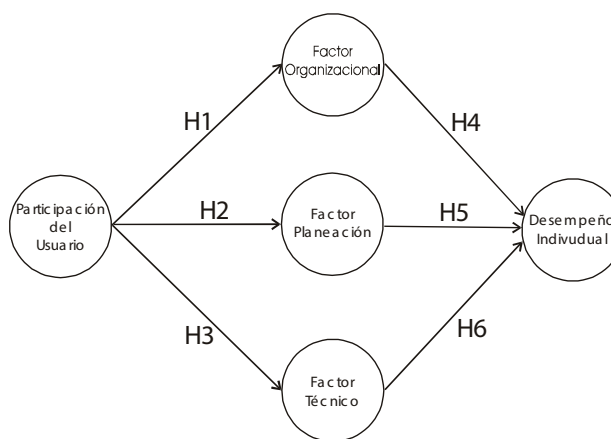 Factor
Organizacional
H1
H4
Participación
del
Usuario
H2
Factor
Planeación
H5
Desempeño
Indivudual
H3
H6
Factor
Técnico